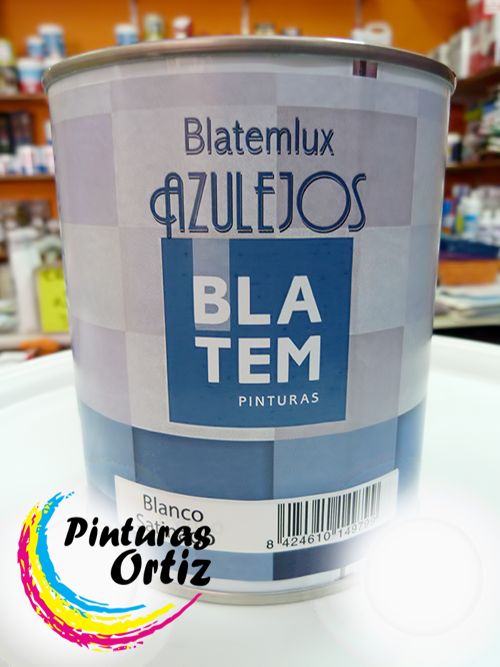 Blatemlux
AZULEJOS
BLA
TEM
PINTURAS
Blanco
Pinturas
Ortiz